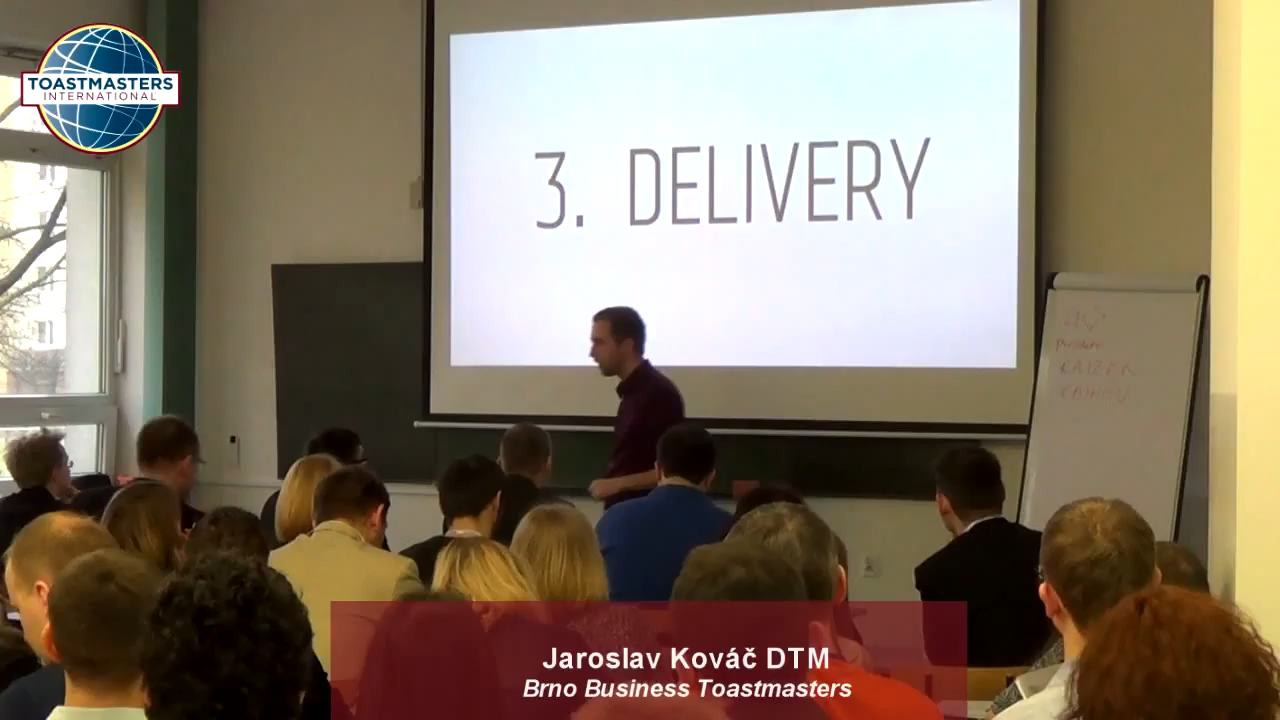 TOASTMASTERS
INTERNATIONAL
3. DELIVERY
Jaroslav Kováč DTM
Brno Business Toastmasters